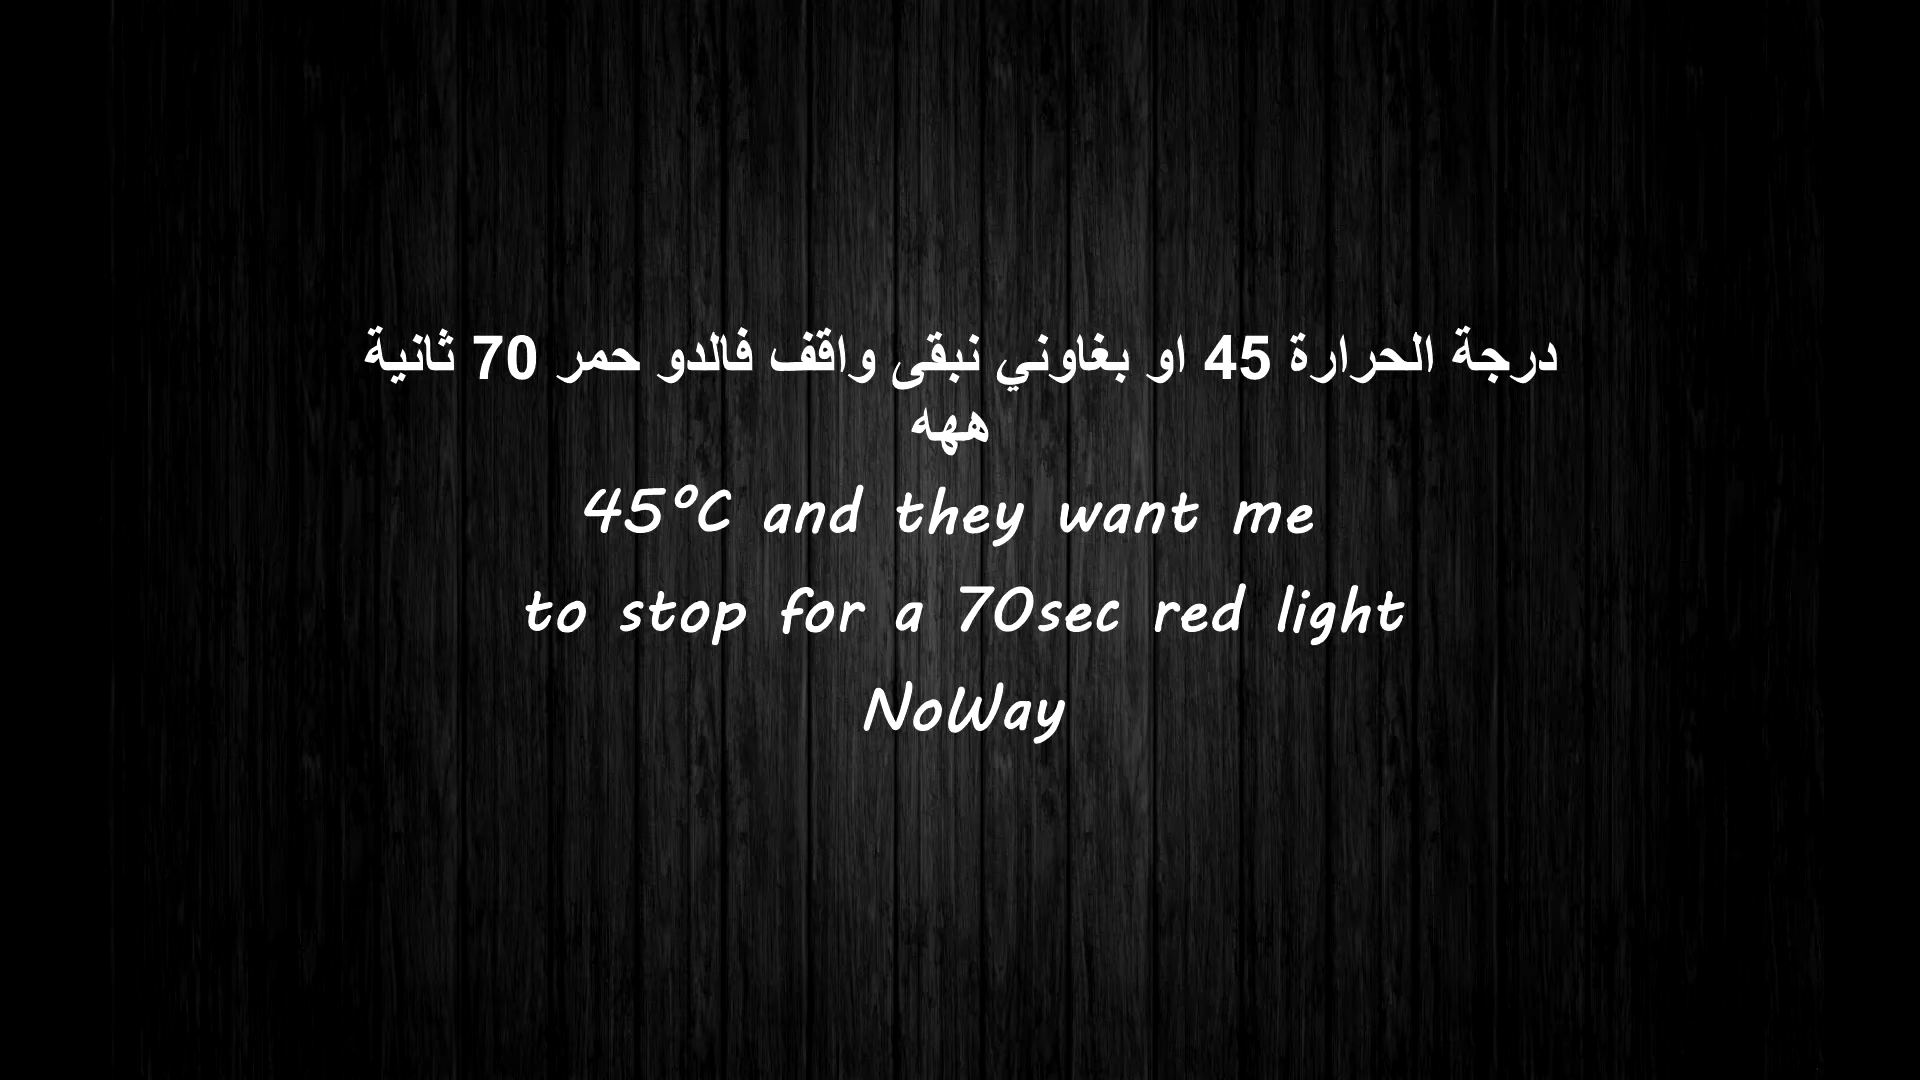 درجة الحرارة 45 او بغاوني نبقى واقف فالدو حمر 70 ثانية
ههه
45°C and they want me
to stop for a 70sec red light
NoWay